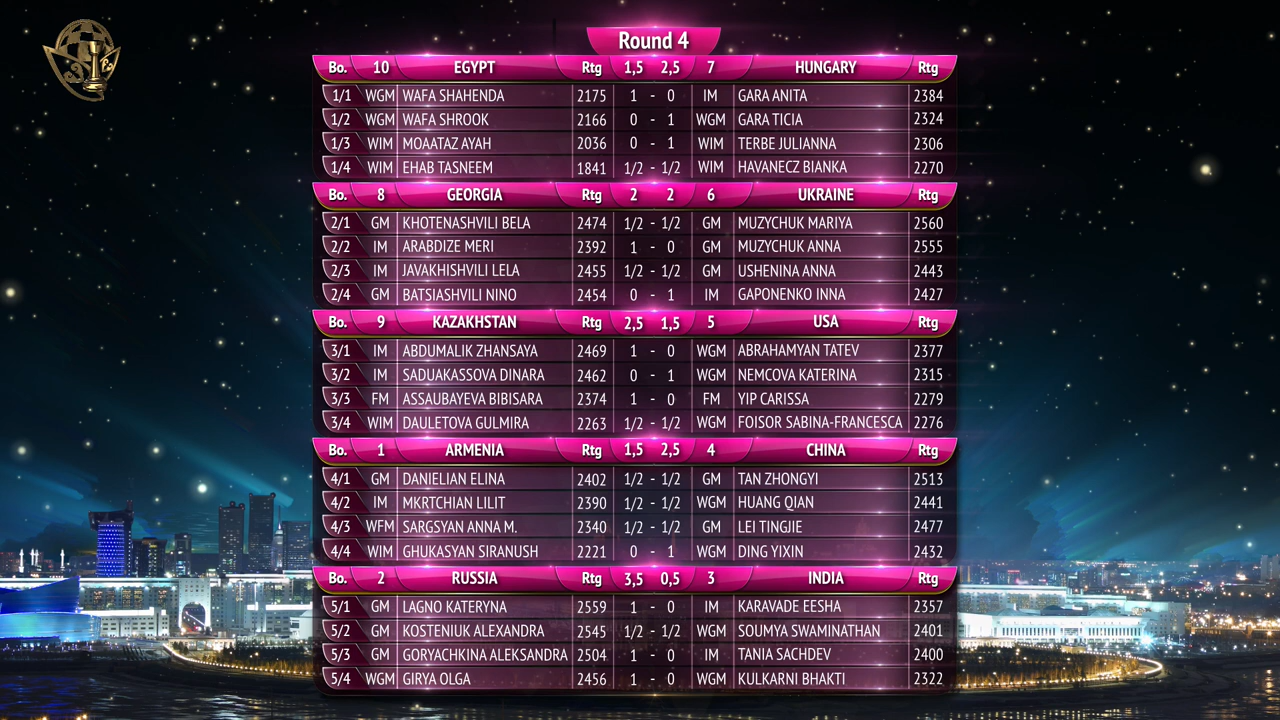 Round 4
Bo. 10 EGYPT Rtg 1,5 2,5 7 HUNGARY Rtg
1/1 WGM WAFA SHAHENDA 2175 1 - 0 IM GARA ANITA 2384
1/2 WGM WAFA SHROOK 2166 0 - 1 WGM GARA TICIA 2324
1/3 WIM MOAATAZ AYAH 2036 0 - 1 WIM TERBE JULIANNA 2306
1/4 WIM EHAB TASNEEM 1841 1/2 - 1/2 WIM HAVANECZ BIANKA 2270
Bo. 8 GEORGIA Rtg 2 2 6 UKRAINE Rtg
2/1 GM KHOTENASHVILI BELA 2474 1/2 - 1/2 GM MUZYCHUK MARIYA 2560
2/2 IM ARABDIZE MERI 2392 1 - 0 GM MUZYCHUK ANNA 2555
2/3 IM JAVAKHISHVILI LELA 2455 1/2 - 1/2 GM USHENINA ANNA 2443
2/4 GM BATSIASHVILI NINO 2454 0 - 1 IM GAPONENKO INNA 2427
Bo. 9 KAZAKHSTAN Rtg 2,5 1,5 5 USA Rtg
3/1 IM ABDUMALIK ZHANSAYA 2469 1 - 0 WGM ABRAHAMYAN TATEV 2377
3/2 IM SADUAKASSOVA DINARA 2462 0 - 1 WGM NEMCOVA KATERINA 2315
3/3 FM ASSAUBAYEVA BIBISARA 2374 1 - 0 FM YIP CARISSA 2279
3/4 WIM DAULETOVA GULMIRA 2263 1/2 - 1/2 WGM FOISOR SABINA-FRANCESCA 2276
Bo. 1 ARMENIA Rtg 1,5 2,5 4 CHINA Rtg
4/1 GM DANIELIAN ELINA 2402 1/2 - 1/2 GM TAN ZHONGYI 2513
4/2 IM MKRTCHIAN LILIT 2390 1/2 - 1/2 WGM HUANG QIAN 2441
4/3 WFM SARGSYAN ANNA M. 2340 1/2 - 1/2 GM LEI TINGJIE 2477
4/4 WIM GHUKASYAN SIRANUSH 2221 0 - 1 WGM DING YIXIN 2432
Bo. 2 RUSSIA Rtg 3,5 0,5 3 INDIA Rtg
5/1 GM LAGNO KATERYNA 2559 1 - 0 IM KARAVADE EESHA 2357
5/2 GM KOSTENIUK ALEXANDRA 2545 1/2 - 1/2 WGM SOUMYA SWAMINATHAN 2401
5/3 GM GORYACHKINA ALEKSANDRA 2504 1 - 0 IM TANIA SACHDEV 2400
5/4 WGM GIRYA OLGA 2456 1 - 0 WGM KULKARNI BHAKTI 2322